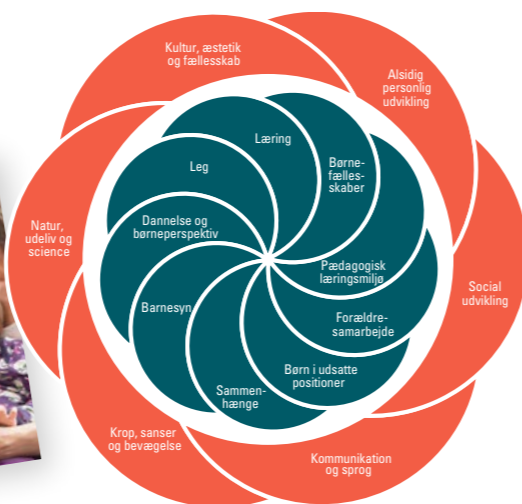 Kultur, æstetik
og fællesskab
Alsidig
personlig
udvikling
Social
udvikling
Kommunikation
og sprog
Krop, sanser
og bevægelse
Natur,
udeliv og
science
Læring
Børne-
fælles-
skaber
Pædagogisk
læringsmiljø
Forældre-
samarbejde
Børn i udsatte
positioner
Sammen-
hænge
Barnesyn
Dannelse og
børneperspektiv
Leg